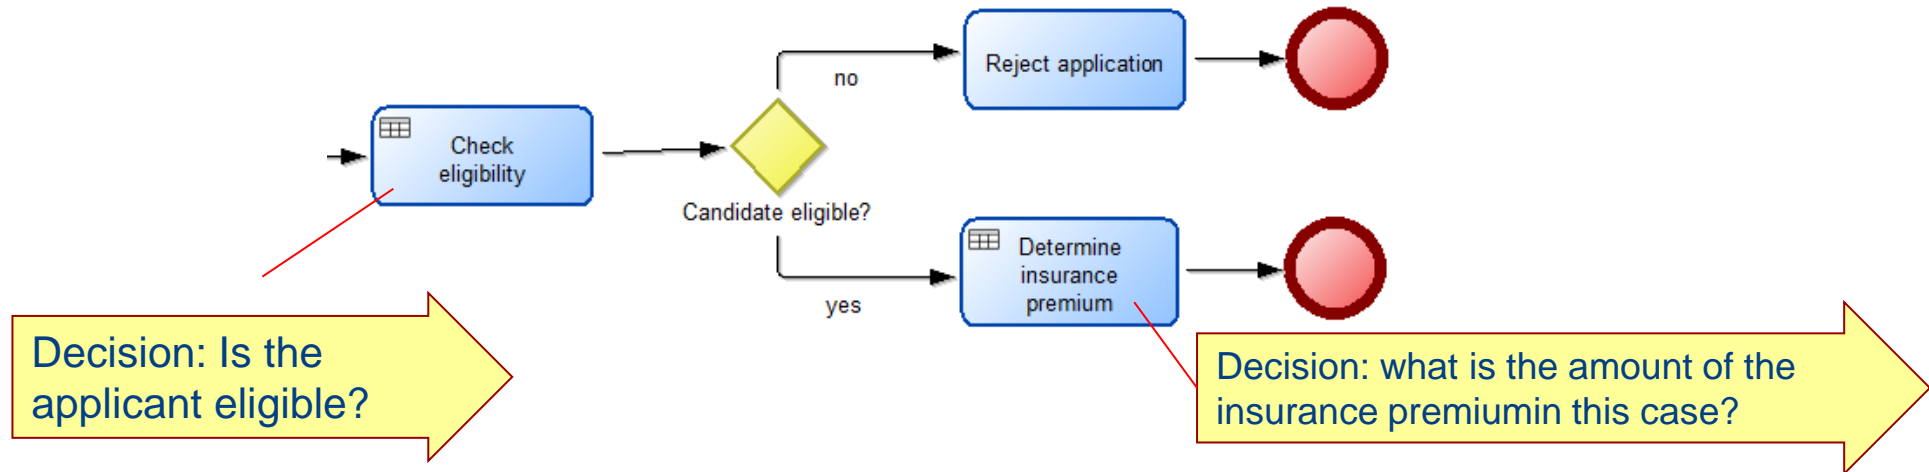 Reject application
no
Check
eligibility
Candidate eligible?
Determine
insurance
premium
yes
Decision: Is the
applicant eligible?
Decision: what is the amount of the
insurance premiumin this case?